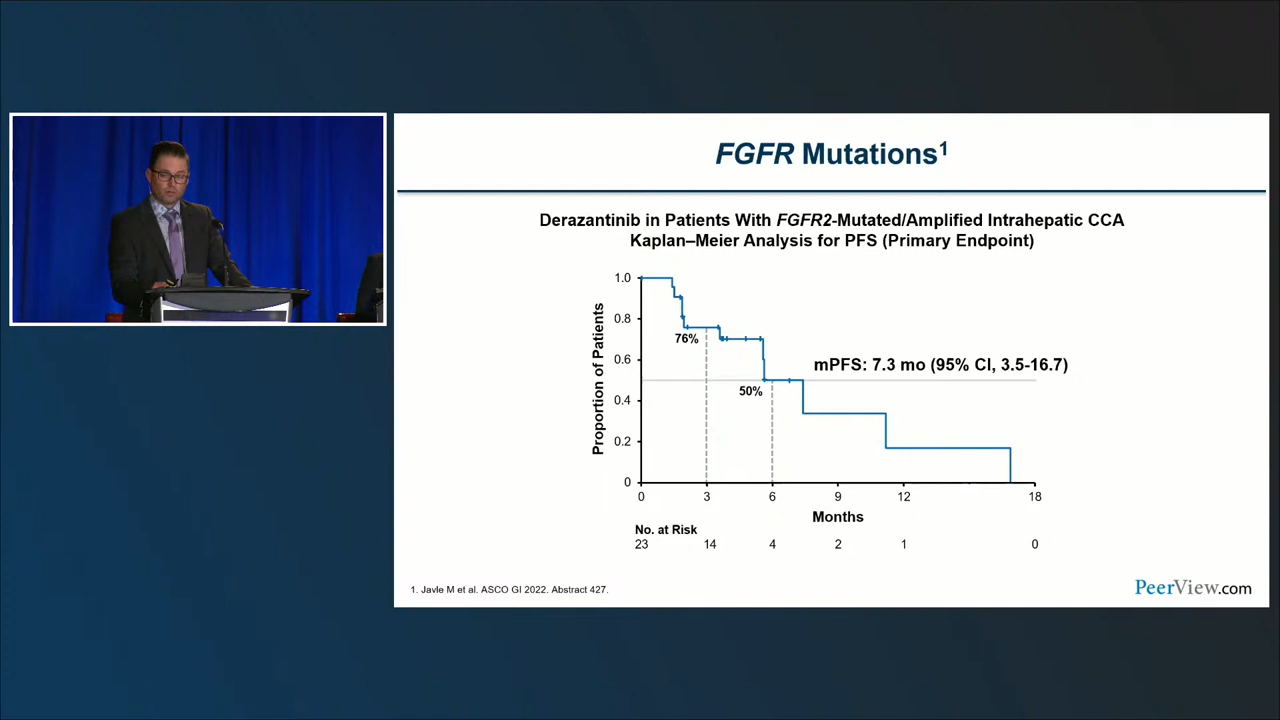 FGFR Mutations1
Derazantinib in Patients With FGFR2-Mutated/Amplified Intrahepatic CCA
Kaplan–Meier Analysis for PFS (Primary Endpoint)
Proportion of Patients
1.0
0.8
0.6
0.4
0.2
0
76%
50%
mPFS: 7.3 mo (95% CI, 3.5-16.7)
0 3 6 9 12 18
Months
No. at Risk
23 14 4 2 1 0
1. Javle M et al. ASCO GI 2022. Abstract 427.
PeerView.com